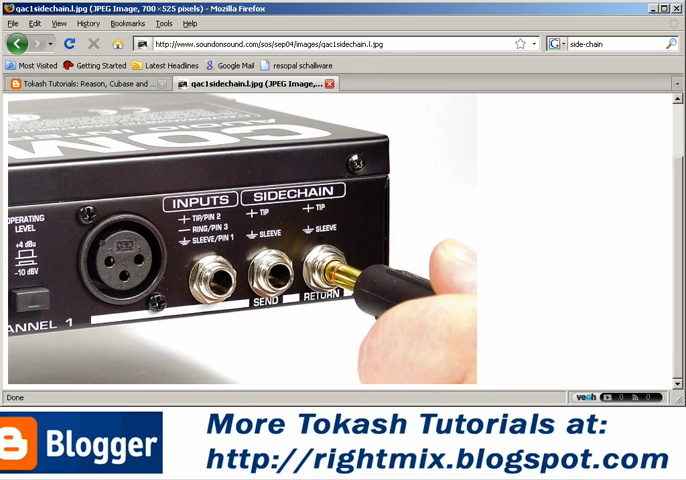 qac1sidechain.l.jpg (JPEG Image, 700×525 pixels) - Mozilla Firefox
File Edit View History Bookmarks Tools Help
http://www.soundonsound.com/sos/sep04/images/qac1sidechain.l.jpg
G side-chain
Most Visited Getting Started Latest Headlines Google Mail resopal schallware
Tokash Tutorials: Reason, Cubase and ... qac1sidechain.l.jpg (JPEG Image,...
COM
INPUTS SIDECHAIN
OPERATING
LEVEL
+4 dBu
-10 dBV
TIP/PIN 2
RING/PIN 3
SLEEVE/PIN 1
TIP
SLEEVE
TIP
SLEEVE
SEND RETURN
ANNEL 1
Done
veoh 0 0
B Blogger
More Tokash Tutorials at:
http://rightmix.blogspot.com